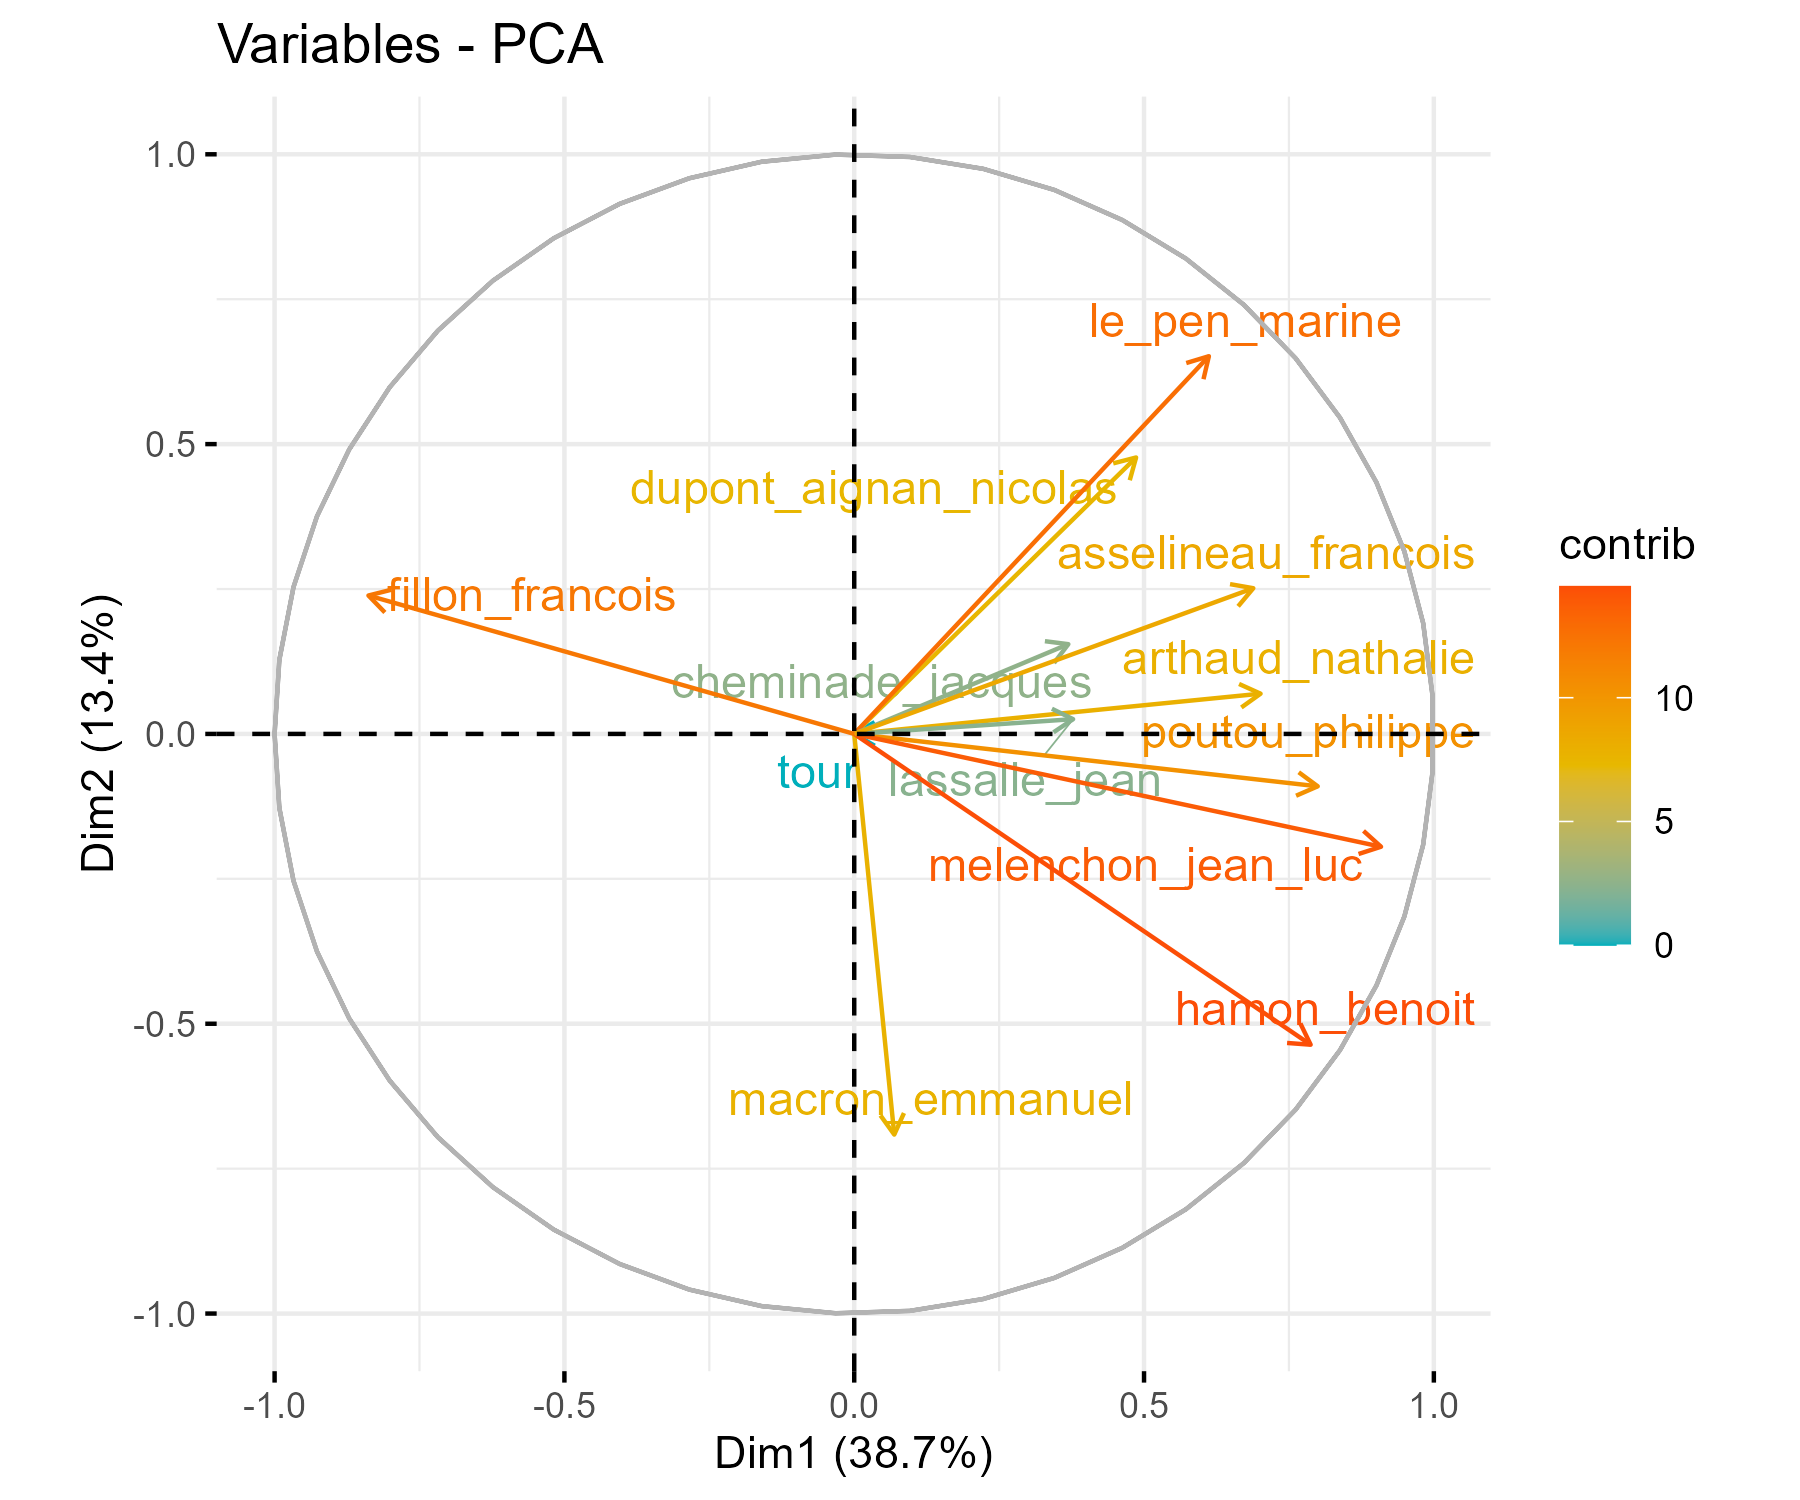 Variables - PCA
1.0
0.5
0.0
-0.5
-1.0
Dim2 (13.4%)
le_pen_marine
dupont_aignan_nicolas
asselineau_francois
fillon_francois
arthaud_nathalie
cheminade_jacques
poutou_philippe
tour
lassalle_jean
melenchon_jean_luc
hamon_benoit
macron_emmanuel
contrib
10
5
0
-1.0 -0.5 0.0 0.5 1.0
Dim1 (38.7%)